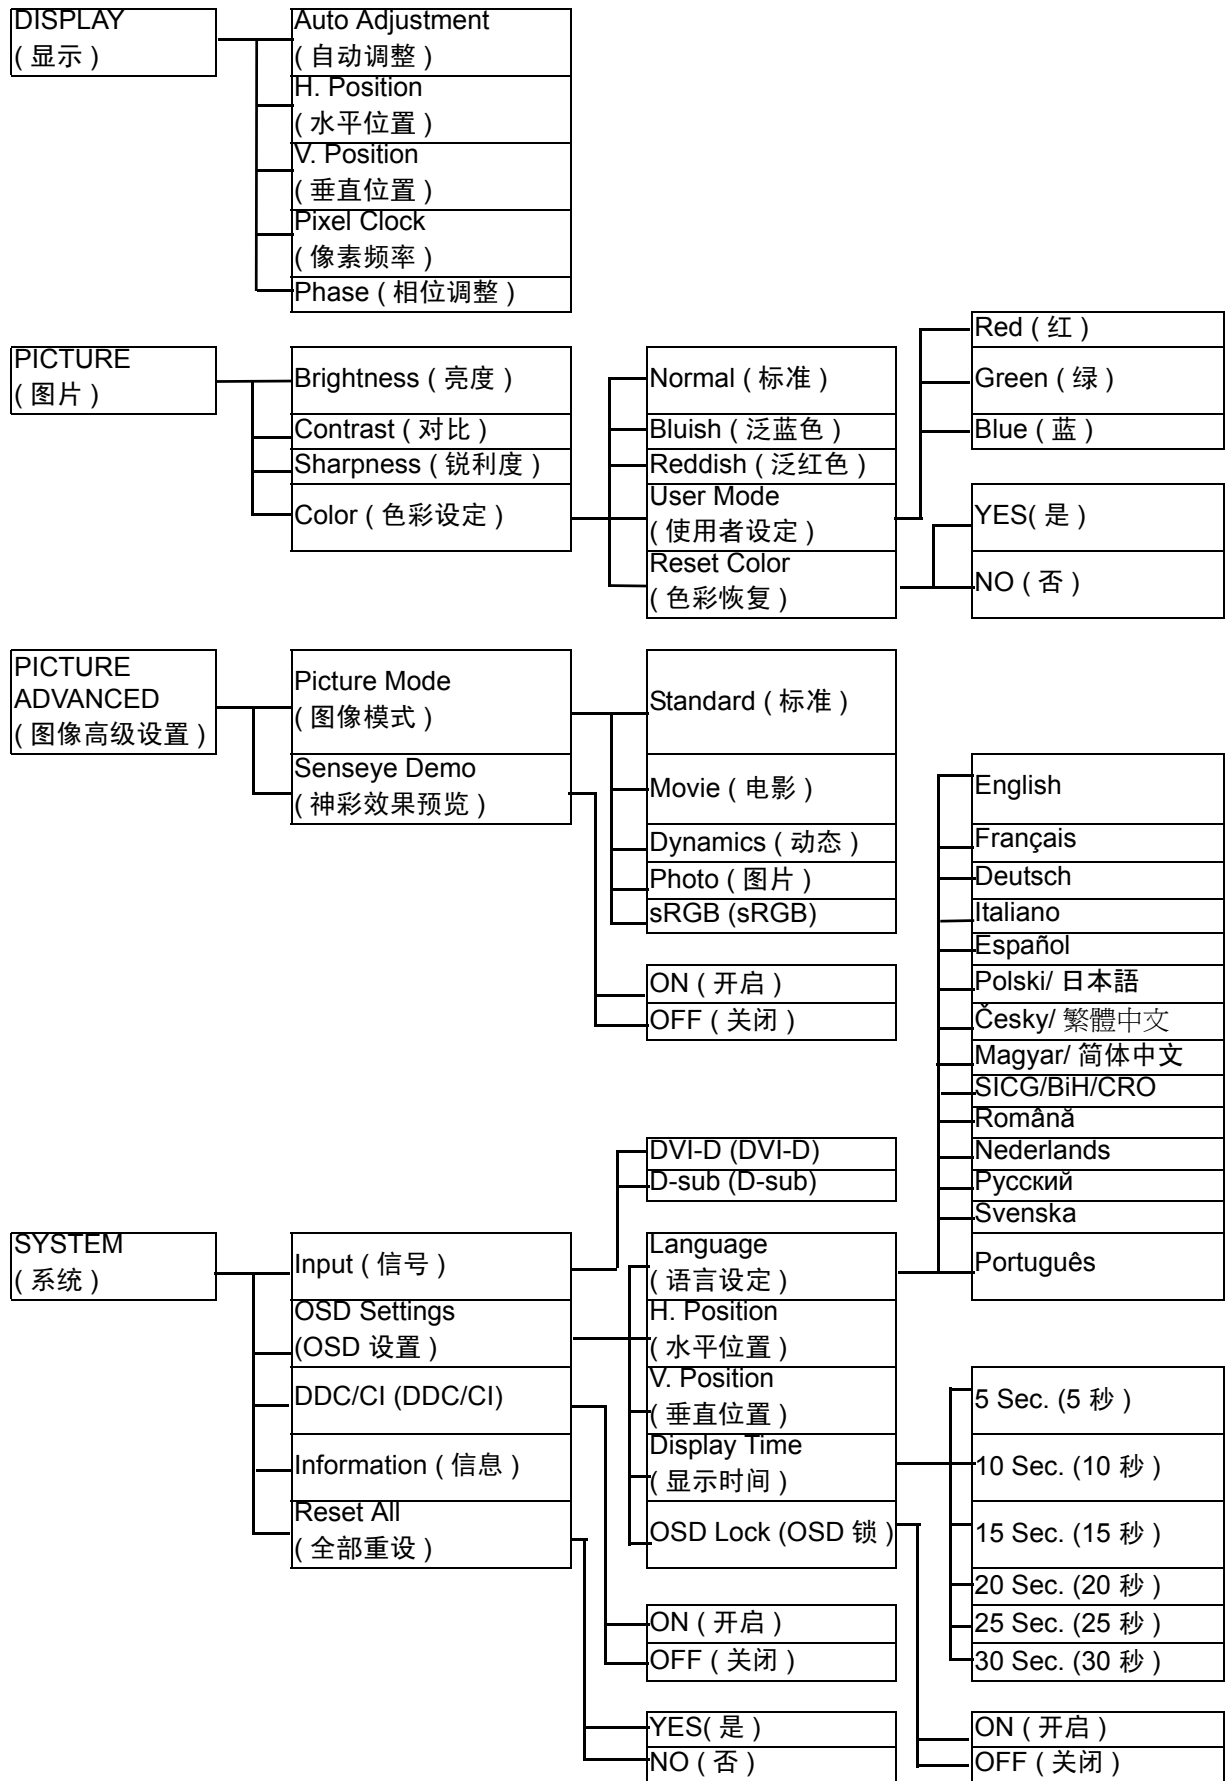 DISPLAY
( 显示 )
Auto Adjustment
( 自动调整 )
H. Position
( 水平位置 )
V. Position
( 垂直位置 )
Pixel Clock
( 像素频率 )
Phase ( 相位调整 )
PICTURE
( 图片 )
Brightness ( 亮度 )
Contrast ( 对比 )
Sharpness ( 锐利度 )
Color ( 色彩设定 )
Normal ( 标准 )
Bluish ( 泛蓝色 )
Reddish ( 泛红色 )
User Mode
( 使用者设定 )
Reset Color
( 色彩恢复 )
Red ( 红 )
Green ( 绿 )
Blue ( 蓝 )
YES( 是 )
NO ( 否 )
PICTURE
ADVANCED
( 图像高级设置 )
Picture Mode
( 图像模式 )
Senseye Demo
( 神彩效果预览 )
Standard ( 标准 )
Movie ( 电影 )
Dynamics ( 动态 )
Photo ( 图片 )
sRGB (sRGB)
ON ( 开启 )
OFF ( 关闭 )
English
Français
Deutsch
Italiano
Español
Polski/ 日本語
Česky/ 繁體中文
Magyar/ 简体中文
SICG/BiH/CRO
Română
Nederlands
Русский
Svenska
Português
DVI-D (DVI-D)
D-sub (D-sub)
SYSTEM
( 系统 )
Input ( 信号 )
OSD Settings
(OSD 设置 )
DDC/CI (DDC/CI)
Information ( 信息 )
Reset All
( 全部重设 )
Language
( 语言设定 )
H. Position
( 水平位置 )
V. Position
( 垂直位置 )
Display Time
( 显示时间 )
OSD Lock (OSD 锁 )
5 Sec. (5 秒 )
10 Sec. (10 秒 )
15 Sec. (15 秒 )
20 Sec. (20 秒 )
25 Sec. (25 秒 )
30 Sec. (30 秒 )
ON ( 开启 )
OFF ( 关闭 )
YES( 是 )
NO ( 否 )
ON ( 开启 )
OFF ( 关闭 )